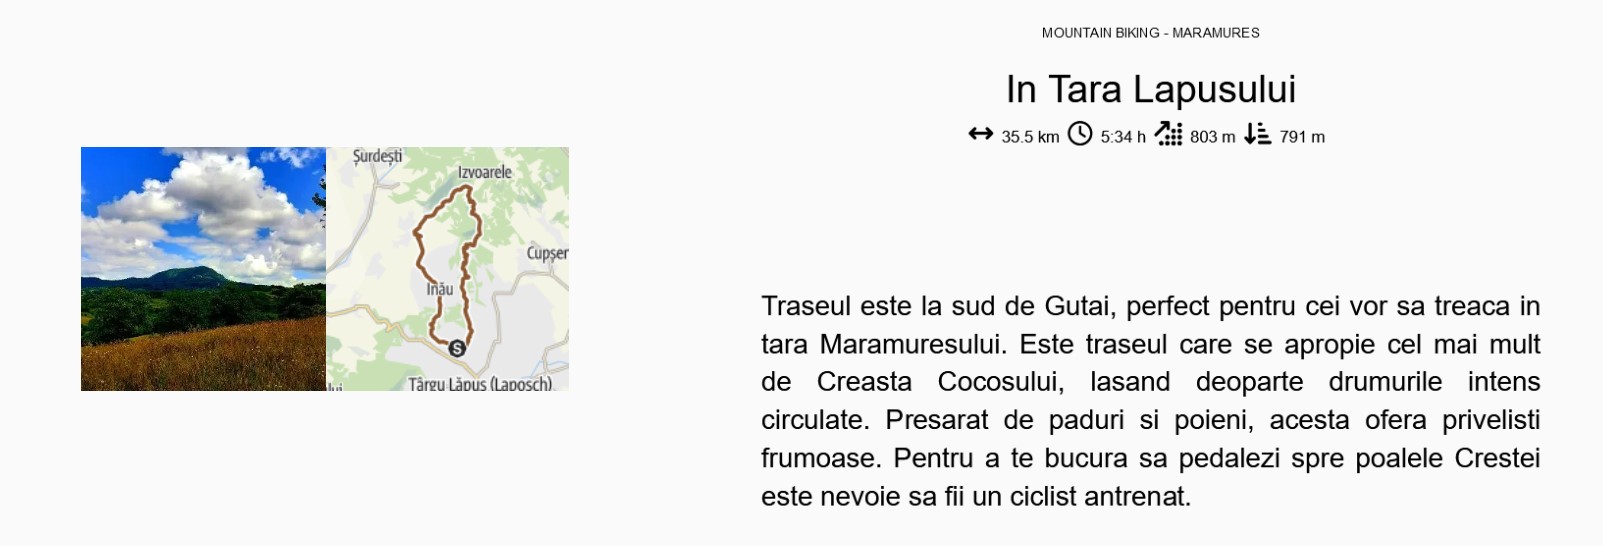 MOUNTAIN BIKING - MARAMURES
In Tara Lapusului
35.5 km 5:34 h 803 m 791 m
Șurdești
Izvoarele
Cupșer
Inău
S
Târgu Lăpuș (Laposch)
Traseul este la sud de Gutai, perfect pentru cei vor sa treaca in
tara Maramuresului. Este traseul care se apropie cel mai mult
de Creasta Cocosului, lasand deoparte drumurile intens
circulate. Presarat de paduri si poieni, acesta ofera privelisti
frumoase. Pentru a te bucura sa pedalezi spre poalele Crestei
este nevoie sa fii un ciclist antrenat.